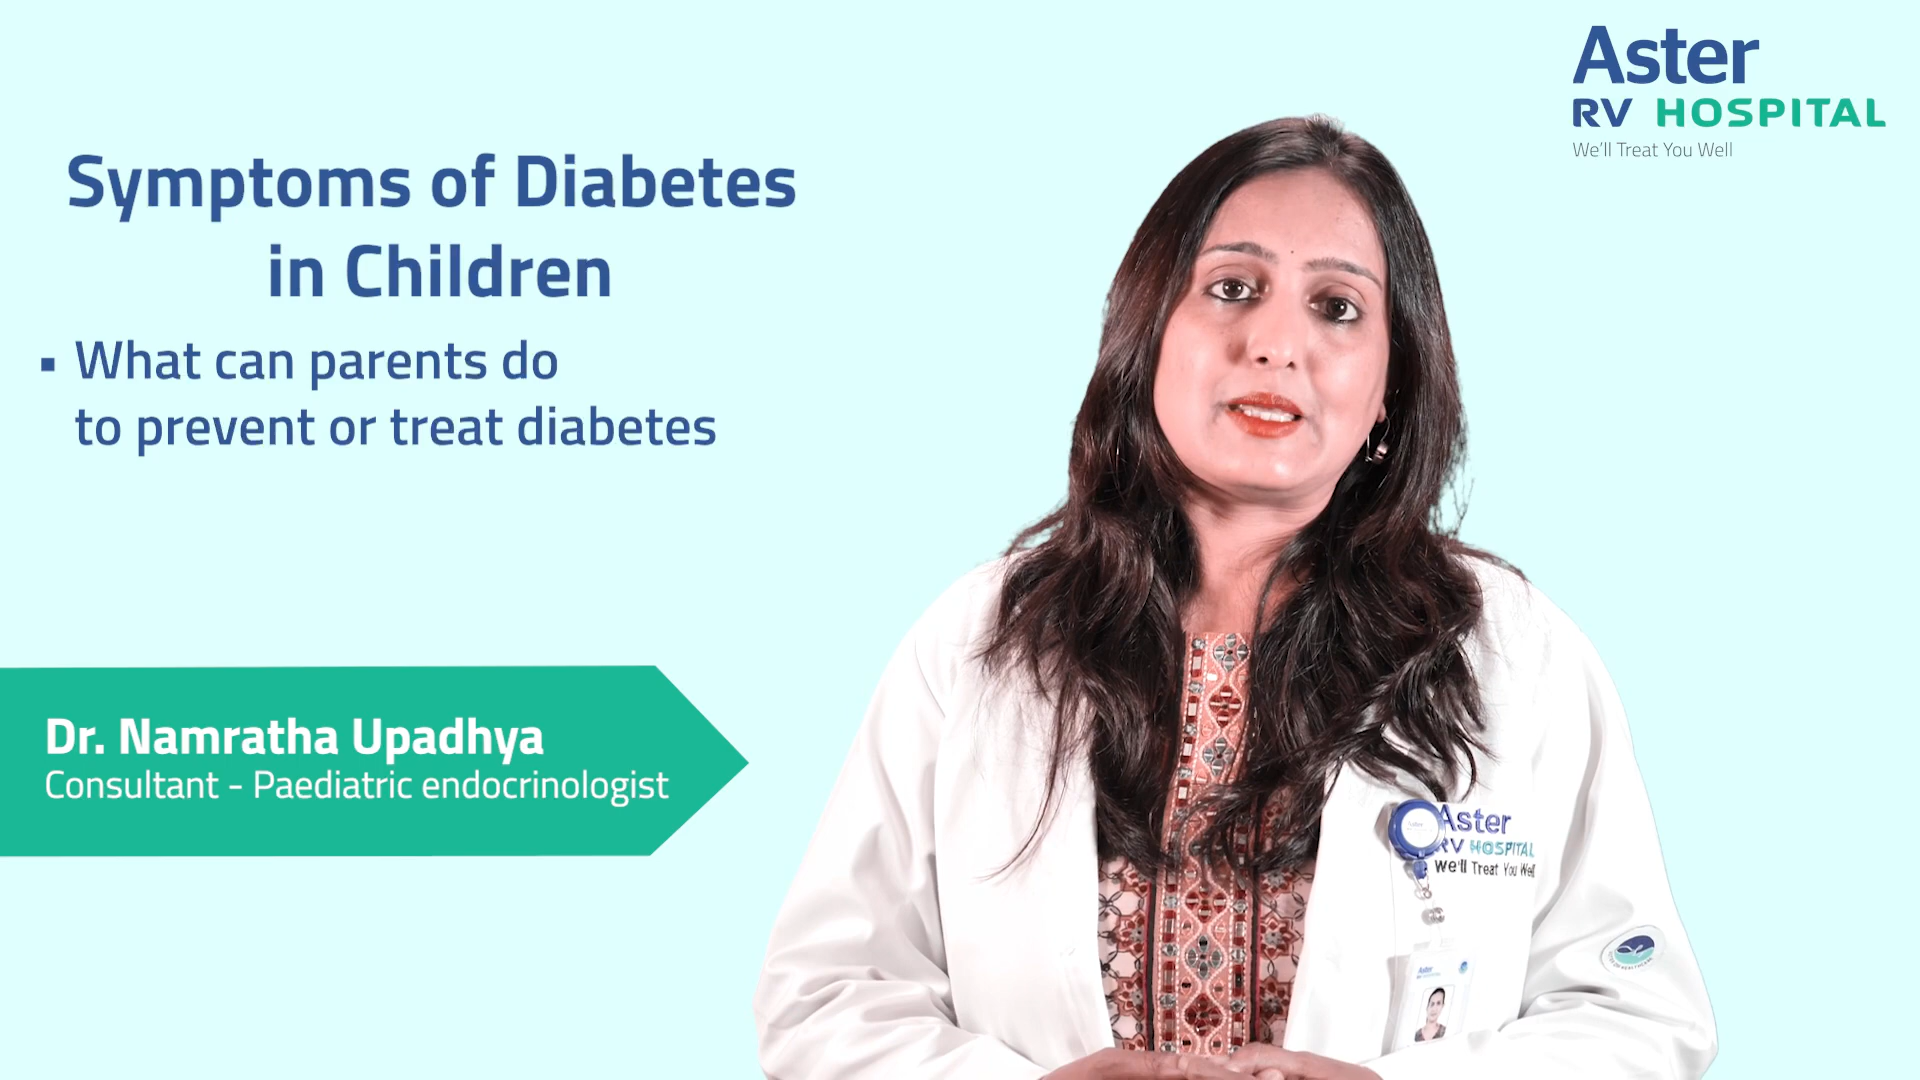 Aster
RV HOSPITAL
We'll Treat You Well
Symptoms of Diabetes
in Children
▪ What can parents do
to prevent or treat diabetes
Dr. Namratha Upadhya
Consultant - Paediatric endocrinologist
Aster
RV HOSPITAL
We'll Treat You Well
Aster